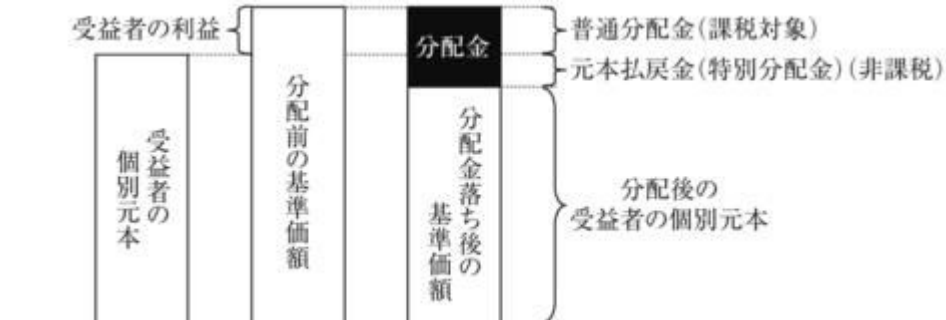 受益者の利益
分配金
普通分配金(課税対象)
元本払戻金(特別分配金)(非課税)
受益者の
個別元本
分配前の基準価額
分配金落ち後の
基準価額
分配後の
受益者の個別元本